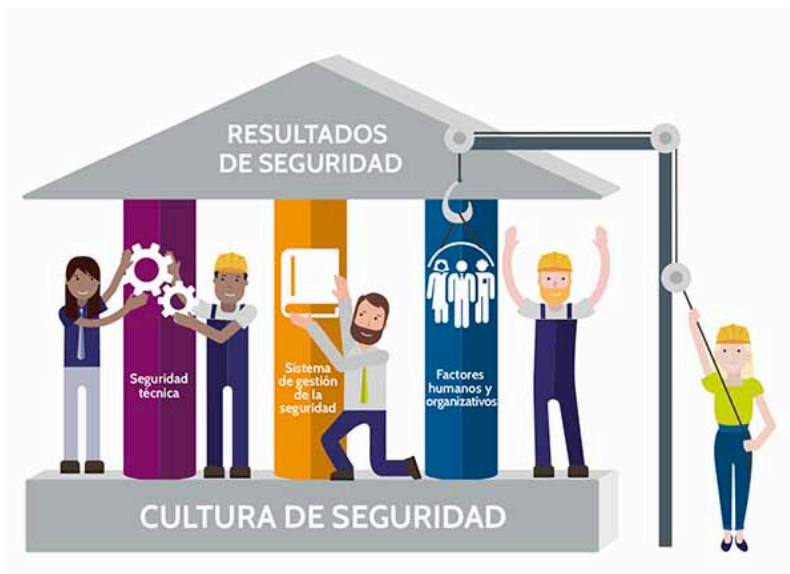 RESULTADOS
DE SEGURIDAD
Seguridad
técnica
Sistema
de gestión
de la
seguridad
Factores
humanos y
organizativos
CULTURA DE SEGURIDAD